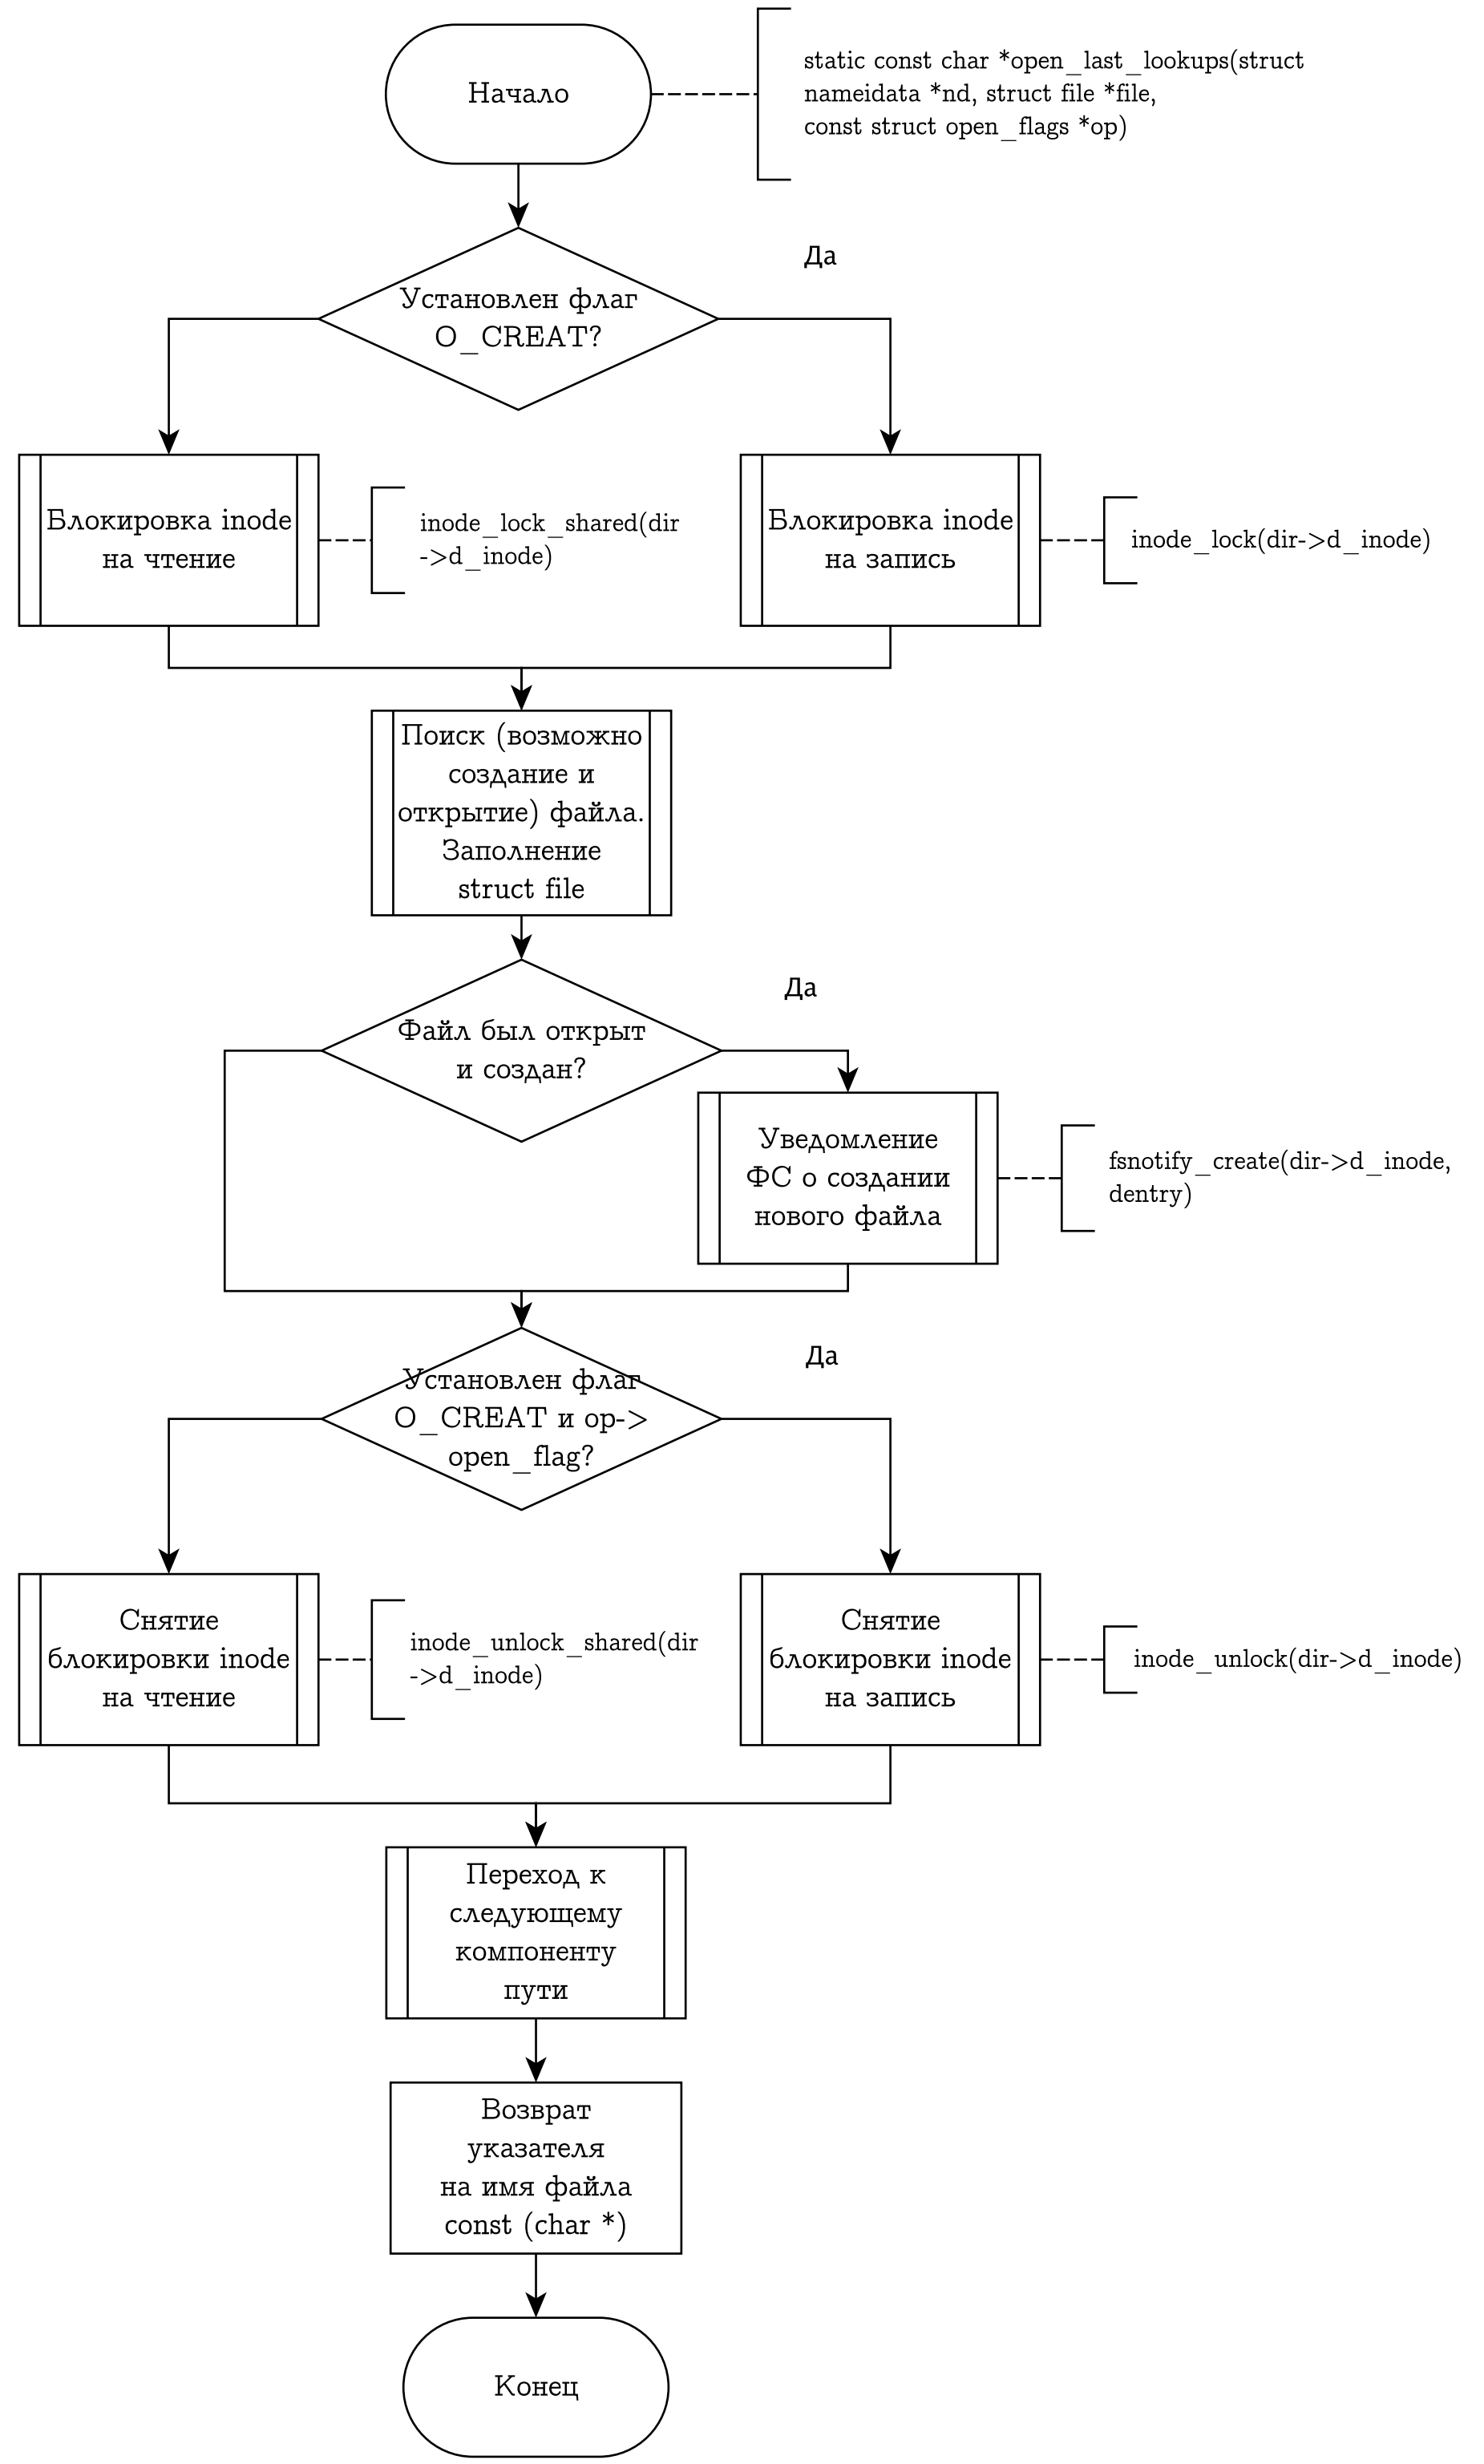 Начало
static const char *open_last_lookups(struct
nameidata *nd, struct file *file,
const struct open_flags *op)
Да
Установлен флаг
O_CREAT?
Блокировка inode
на чтение
inode_lock_shared(dir
->d_inode)
Блокировка inode
на запись
inode_lock(dir->d_inode)
Поиск (возможно
создание и
открытие) файла.
Заполнение
struct file
Да
Файл был открыт
и создан?
Уведомление
ФС о создании
нового файла
fsnotify_create(dir->d_inode,
dentry)
Да
Установлен флаг
O_CREAT и op->
open_flag?
Снятие
блокировки inode
на чтение
inode_unlock_shared(dir
->d_inode)
Снятие
блокировки inode
на запись
inode_unlock(dir->d_inode)
Переход к
следующему
компоненту
пути
Возврат
указателя
на имя файла
const (char *)
Конец